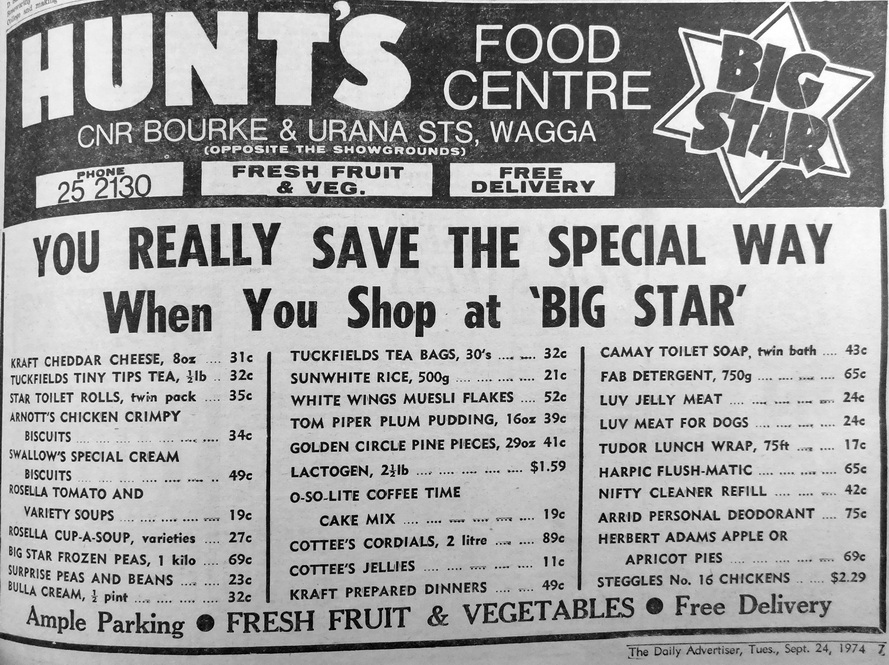 HUNT'S
FOOD
CENTRE
BIG
STAR
CNR BOURKE & URANA STS, WAGGA
(OPPOSITE THE SHOWGROUNDS)
PHONE
25 2130
FRESH FRUIT
& VEG.
FREE
DELIVERY
YOU REALLY SAVE THE SPECIAL WAY
When You Shop at 'BIG STAR'
KRAFT CHEDDAR CHEESE, 8oz .... 31c
TUCKFIELDS TINY TIPS TEA, ½lb .. 32c
STAR TOILET ROLLS, twin pack .... 35c
ARNOTT'S CHICKEN CRIMPY
BISCUITS .... .... .... .... .... 34c
SWALLOW'S SPECIAL CREAM
BISCUITS .... .... .... .... .... 49c
ROSELLA TOMATO AND
VARIETY SOUPS .... .... .... .... 19c
ROSELLA CUP-A-SOUP, varieties .... 27c
BIG STAR FROZEN PEAS, 1 kilo .... 69c
SURPRISE PEAS AND BEANS .... .... 23c
BULLA CREAM, ½ pint .... .... .... 32c
TUCKFIELDS TEA BAGS, 30's .... .... 32c
SUNWHITE RICE, 500g .... .... .... 21c
WHITE WINGS MUESLI FLAKES .... 52c
TOM PIPER PLUM PUDDING, 16oz 39c
GOLDEN CIRCLE PINE PIECES, 29oz 41c
LACTOGEN, 2½lb .... .... .... .... $1.59
O-SO-LITE COFFEE TIME
CAKE MIX .... .... .... .... .... 19c
COTTEE'S CORDIALS, 2 litre .... .... 89c
COTTEE'S JELLIES .... .... .... .... 11c
KRAFT PREPARED DINNERS .... .... 49c
CAMAY TOILET SOAP, twin bath .... 43c
FAB DETERGENT, 750g .... .... .... 65c
LUV JELLY MEAT .... .... .... .... 24c
LUV MEAT FOR DOGS .... .... .... 24c
TUDOR LUNCH WRAP, 75ft .... .... 17c
HARPIC FLUSH-MATIC .... .... .... 65c
NIFTY CLEANER REFILL .... .... .... 42c
ARRID PERSONAL DEODORANT .... 75c
HERBERT ADAMS APPLE OR
APRICOT PIES .... .... .... .... 69c
STEGGLES No. 16 CHICKENS .. .... $2.29
Ample Parking ● FRESH FRUIT & VEGETABLES ● Free Delivery
The Daily Advertiser, Tues., Sept. 24, 1974 7